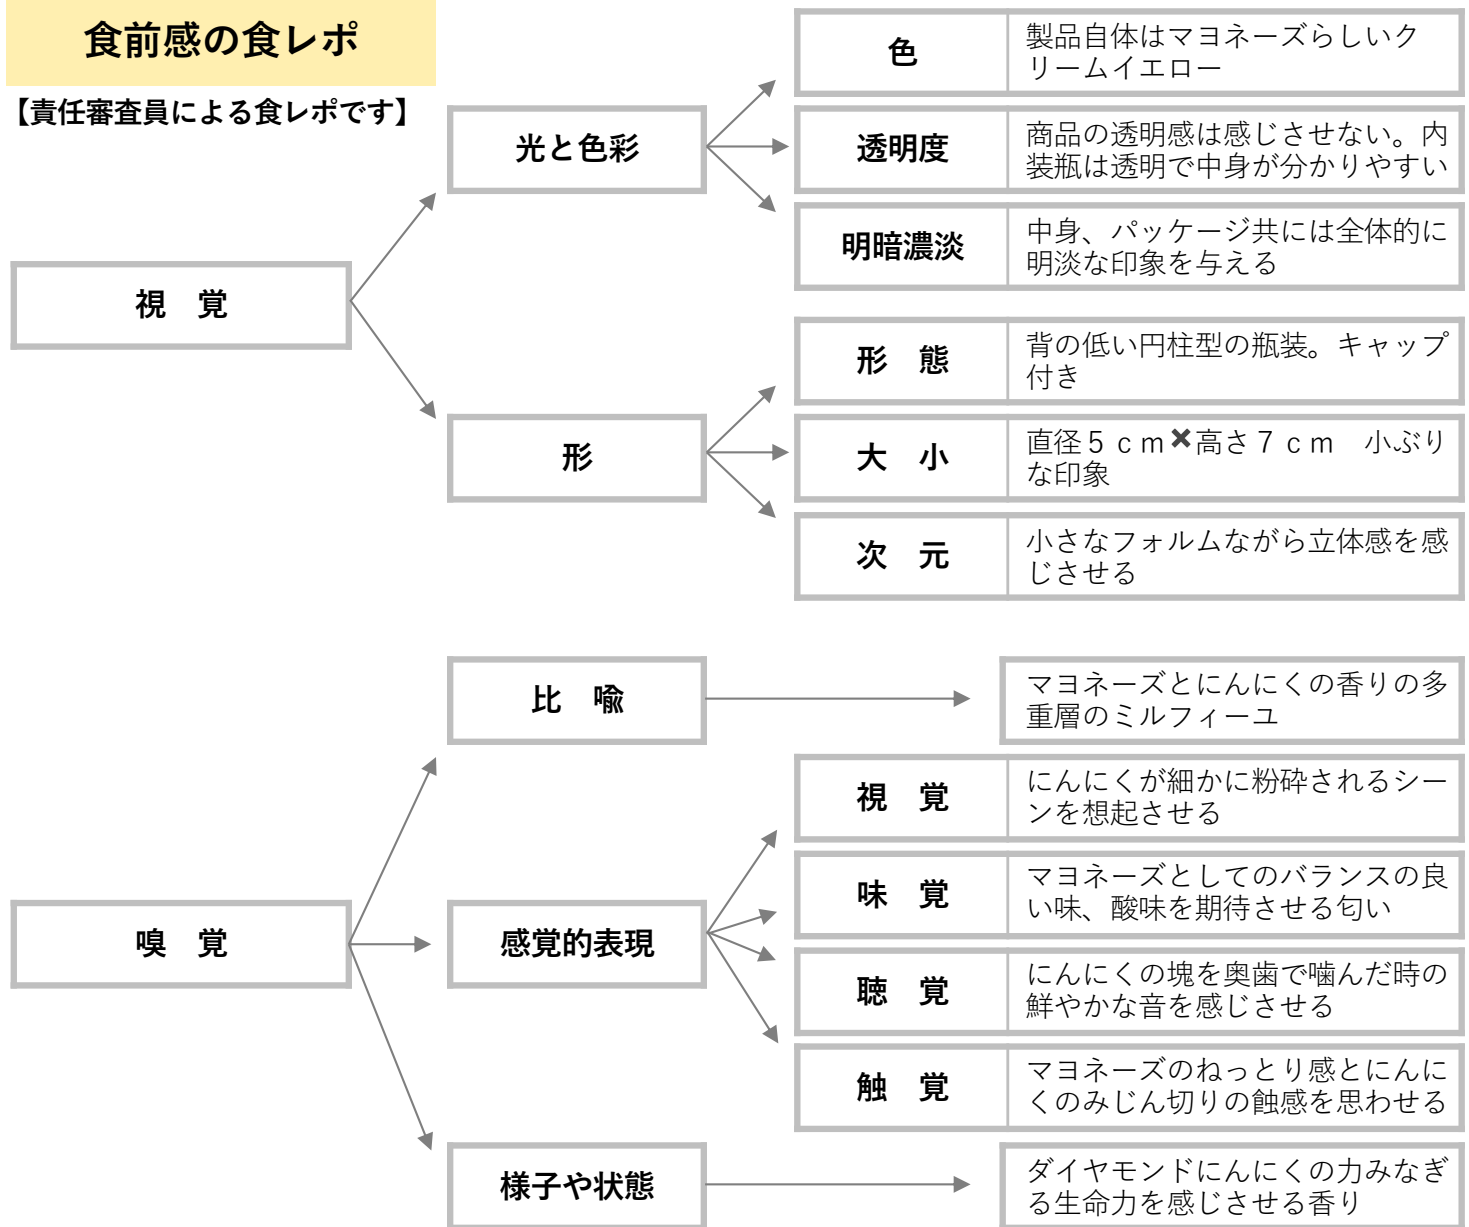 食前感の食レポ
【責任審査員による食レポです】
視　覚
光と色彩
色
製品自体はマヨネーズらしいク
リームイエロー
透明度
商品の透明感は感じさせない。内
装瓶は透明で中身が分かりやすい
明暗濃淡
中身、パッケージ共には全体的に
明淡な印象を与える
形
形　態
背の低い円柱型の瓶装。キャップ
付き
大　小
直径５ｃｍ✖高さ７ｃｍ　小ぶり
な印象
次　元
小さなフォルムながら立体感を感
じさせる
嗅　覚
比　喩
マヨネーズとにんにくの香りの多
重層のミルフィーユ
感覚的表現
視　覚
にんにくが細かに粉砕されるシー
ンを想起させる
味　覚
マヨネーズとしてのバランスの良
い味、酸味を期待させる匂い
聴　覚
にんにくの塊を奥歯で噛んだ時の
鮮やかな音を感じさせる
触　覚
マヨネーズのねっとり感とにんに
くのみじん切りの蝕感を思わせる
様子や状態
ダイヤモンドにんにくの力みなぎ
る生命力を感じさせる香り